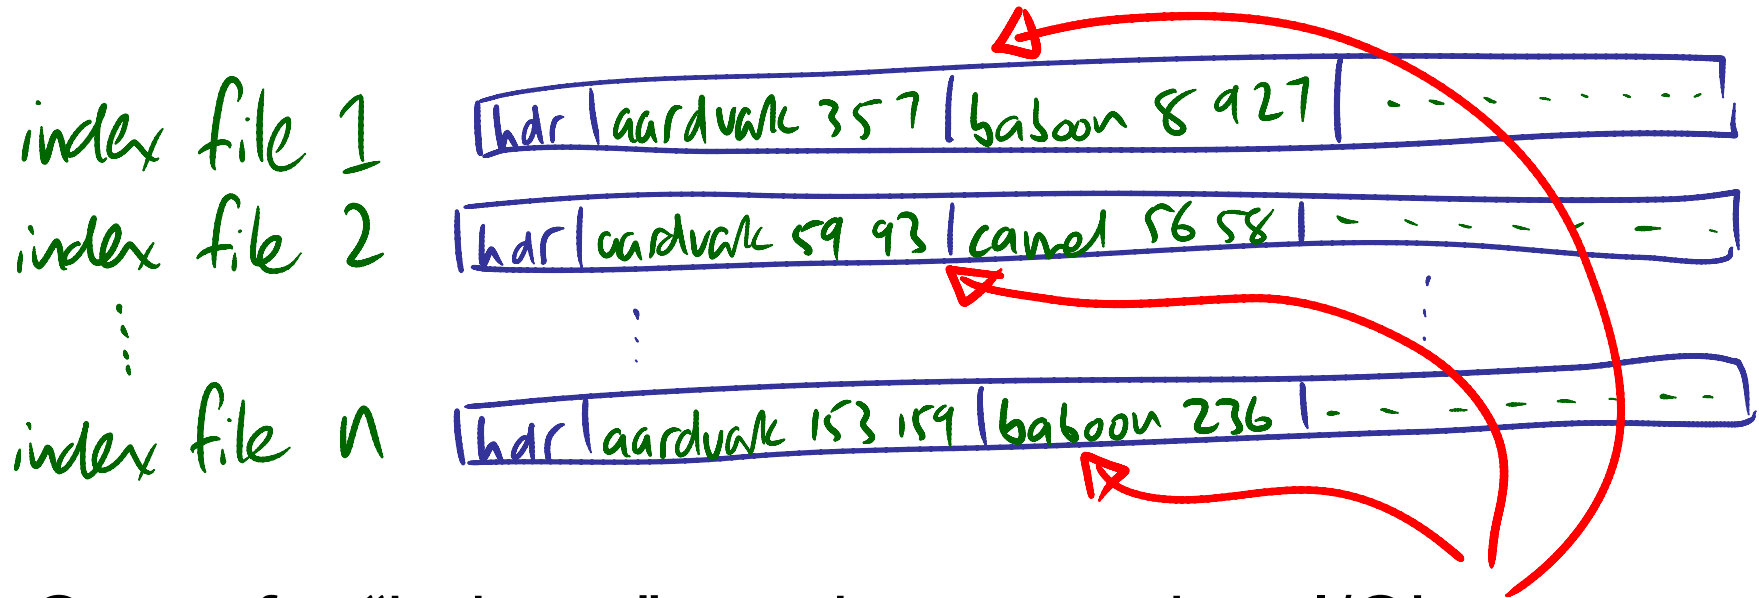 index file 1 hdr aardvark 3 5 7 baboon 8 9 27
index file 2 hdr aardvark 59 93 camel 56 58
index file n hdr aardvark 153 159 baboon 236